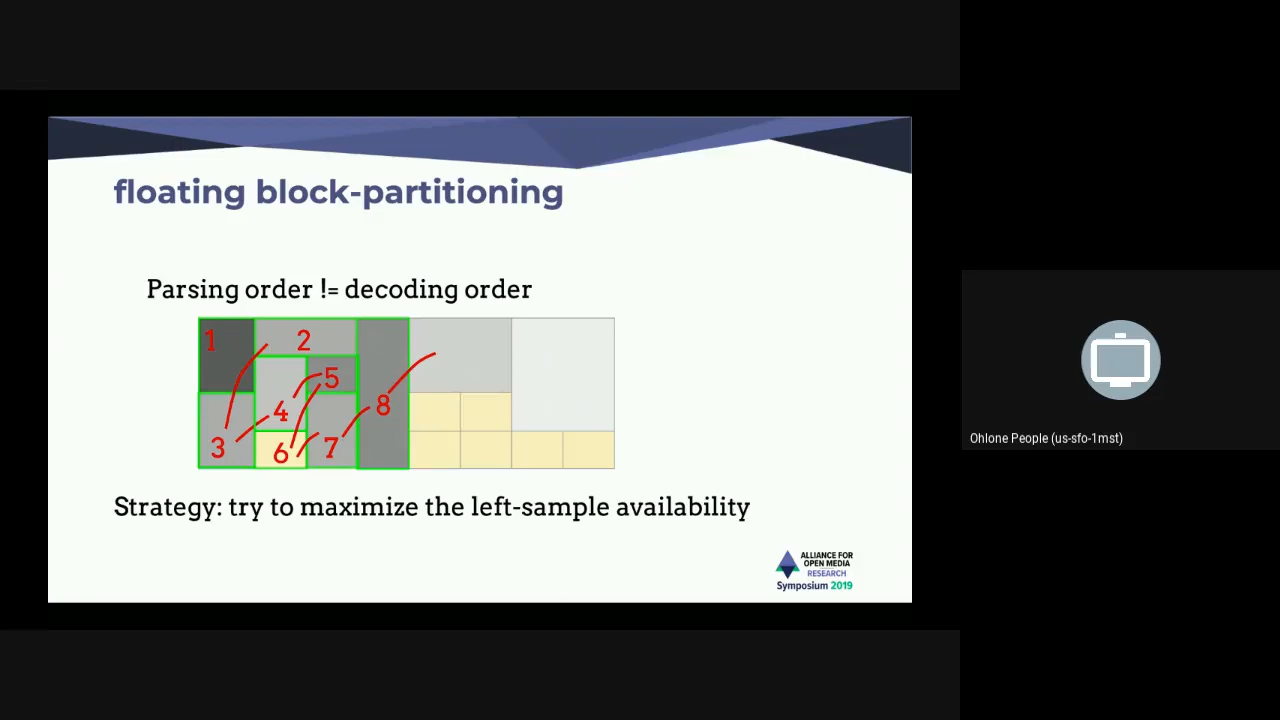 floating block-partitioning
Parsing order != decoding order
1
2
5
4
8
3
6
7
Strategy: try to maximize the left-sample availability
ALLIANCE FOR
OPEN MEDIA
RESEARCH
Symposium 2019
Ohlone People (us-sfo-1mst)